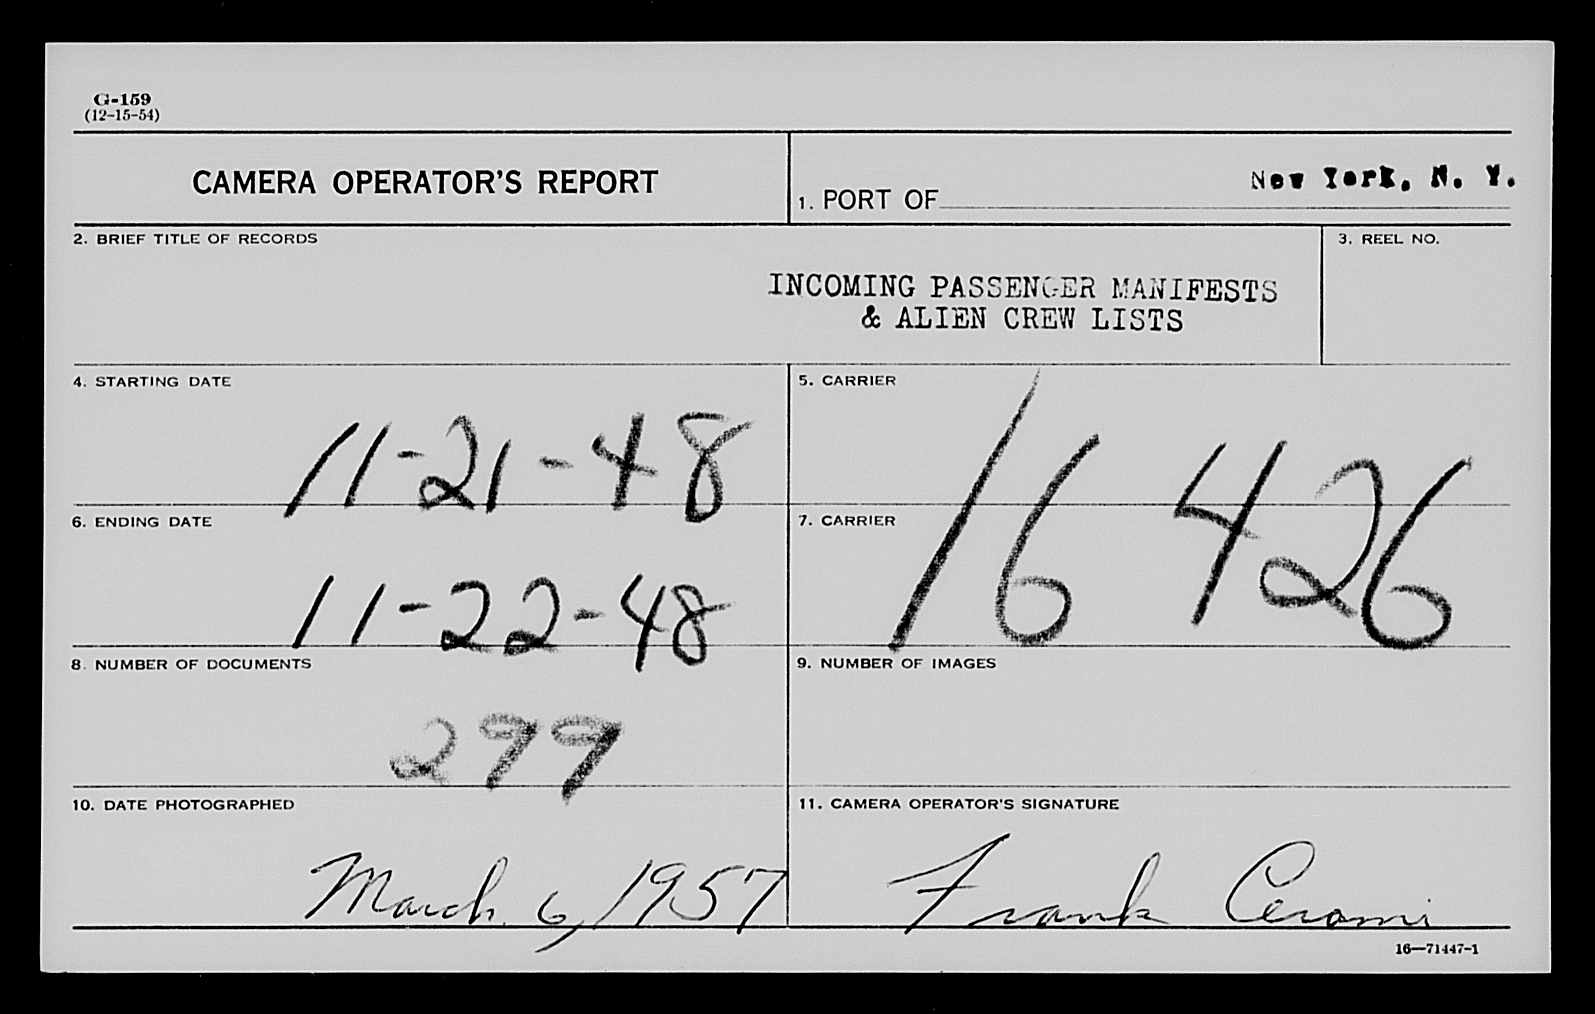 G-159
(12-15-54)
CAMERA OPERATOR'S REPORT
1. PORT OF New York, N. Y.
2. BRIEF TITLE OF RECORDS
INCOMING PASSENGER MANIFESTS
& ALIEN CREW LISTS
3. REEL NO.
4. STARTING DATE
11-21-48
5. CARRIER
16 426
6. ENDING DATE
11-22-48
7. CARRIER
8. NUMBER OF DOCUMENTS
299
9. NUMBER OF IMAGES
10. DATE PHOTOGRAPHED
March 6, 1957
11. CAMERA OPERATOR'S SIGNATURE
Frank
16—71447-1